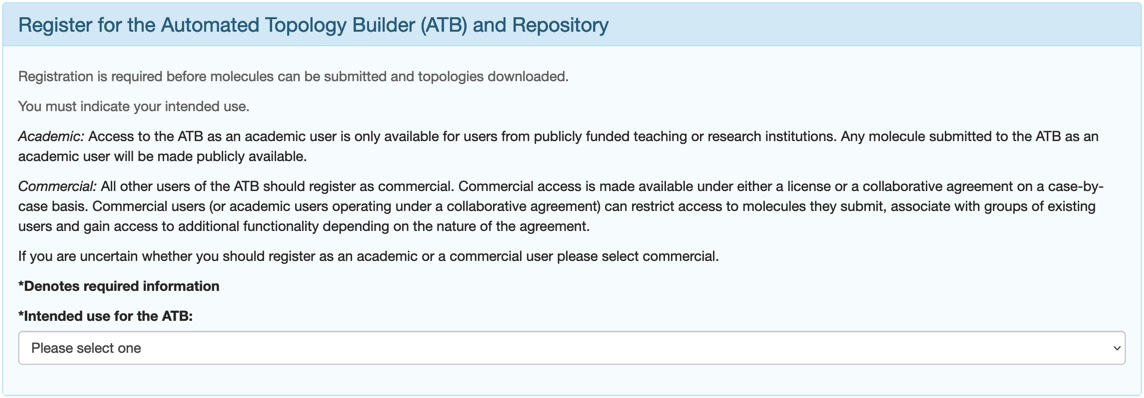 Register for the Automated Topology Builder (ATB) and Repository
Registration is required before molecules can be submitted and topologies downloaded.
You must indicate your intended use.
Academic: Access to the ATB as an academic user is only available for users from publicly funded teaching or research institutions. Any molecule submitted to the ATB as an
academic user will be made publicly available.
Commercial: All other users of the ATB should register as commercial. Commercial access is made available under either a license or a collaborative agreement on a case-by-
case basis. Commercial users (or academic users operating under a collaborative agreement) can restrict access to molecules they submit, associate with groups of existing
users and gain access to additional functionality depending on the nature of the agreement.
If you are uncertain whether you should register as an academic or a commercial user please select commercial.
*Denotes required information
*Intended use for the ATB:
Please select one